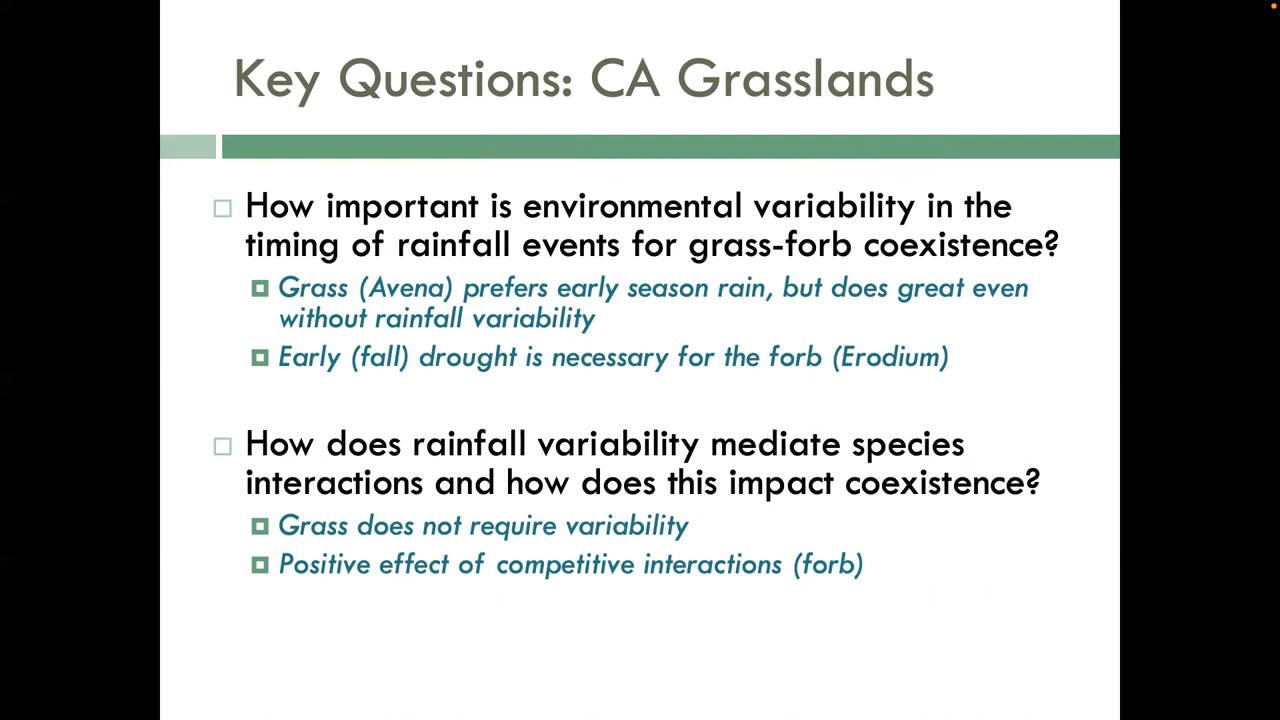 Key Questions: CA Grasslands
How important is environmental variability in the
timing of rainfall events for grass-forb coexistence?
Grass (Avena) prefers early season rain, but does great even
without rainfall variability
Early (fall) drought is necessary for the forb (Erodium)
How does rainfall variability mediate species
interactions and how does this impact coexistence?
Grass does not require variability
Positive effect of competitive interactions (forb)